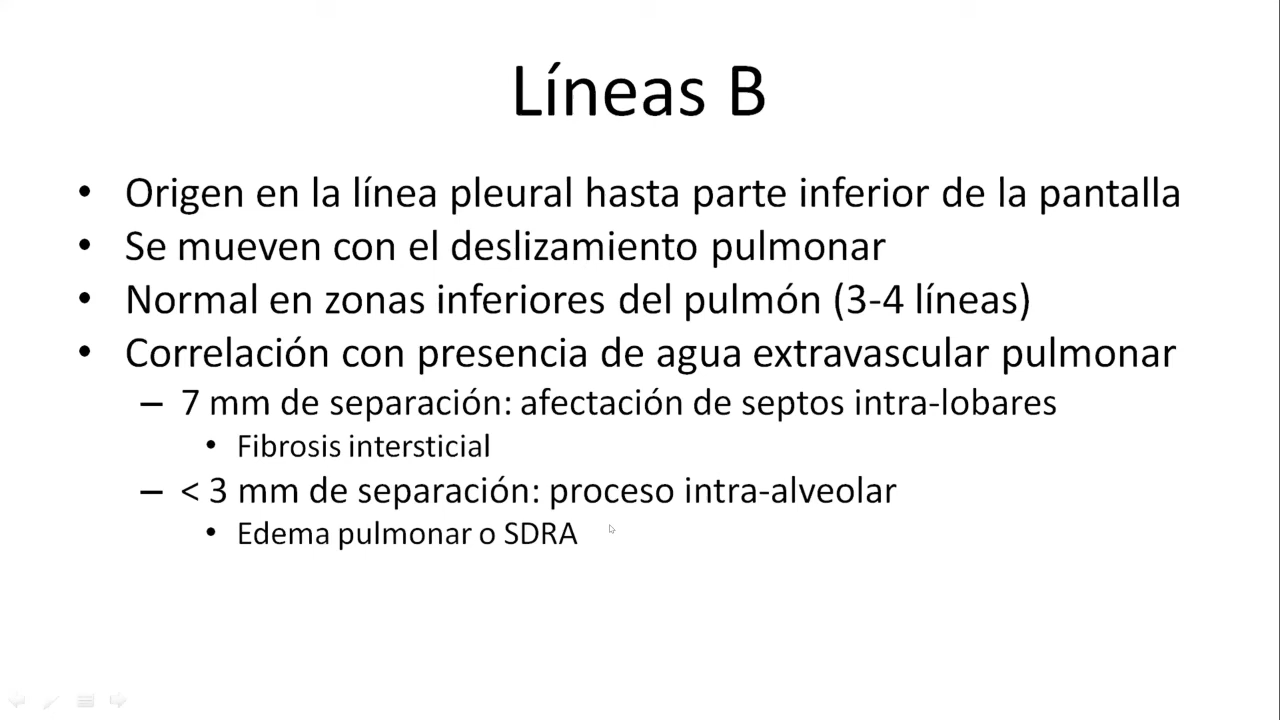 Líneas B
• Origen en la línea pleural hasta parte inferior de la pantalla
• Se mueven con el deslizamiento pulmonar
• Normal en zonas inferiores del pulmón (3-4 líneas)
• Correlación con presencia de agua extravascular pulmonar
– 7 mm de separación: afectación de septos intra-lobares
• Fibrosis intersticial
– < 3 mm de separación: proceso intra-alveolar
• Edema pulmonar o SDRA